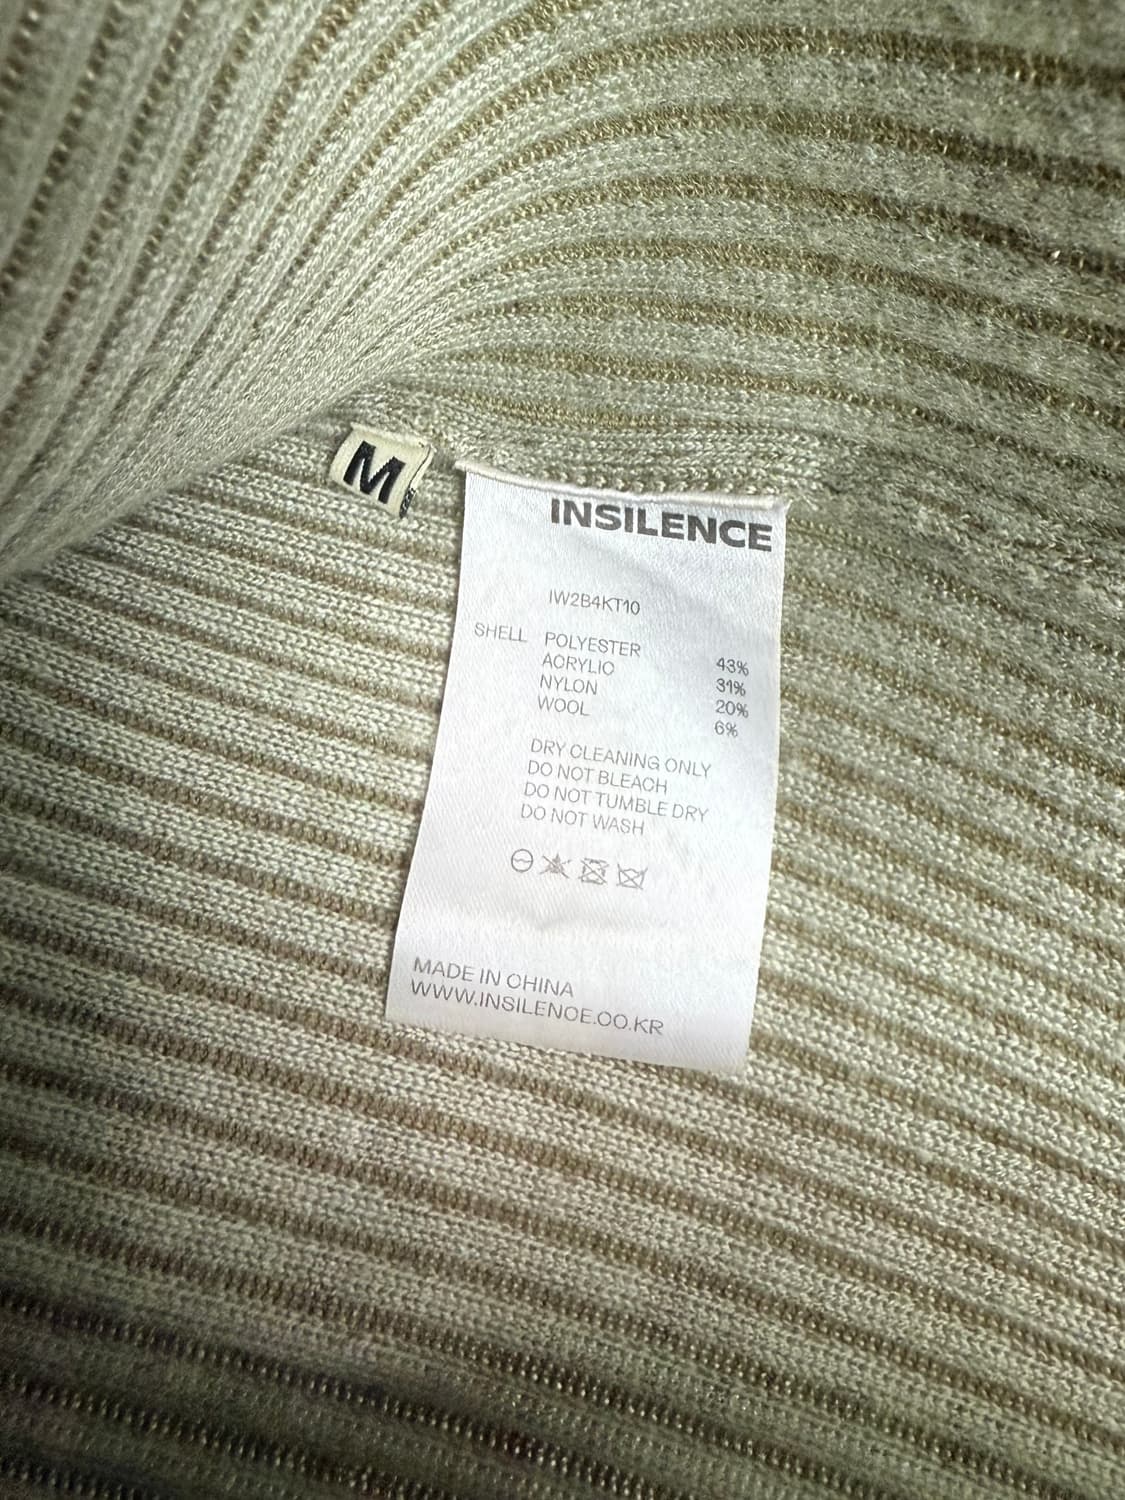 M
INSILENCE
IW2B4KT10
SHELL POLYESTER 43%
ACRYLIC 31%
NYLON 20%
WOOL 6%
DRY CLEANING ONLY
DO NOT BLEACH
DO NOT TUMBLE DRY
DO NOT WASH
MADE IN CHINA
WWW.INSILENCE.CO.KR